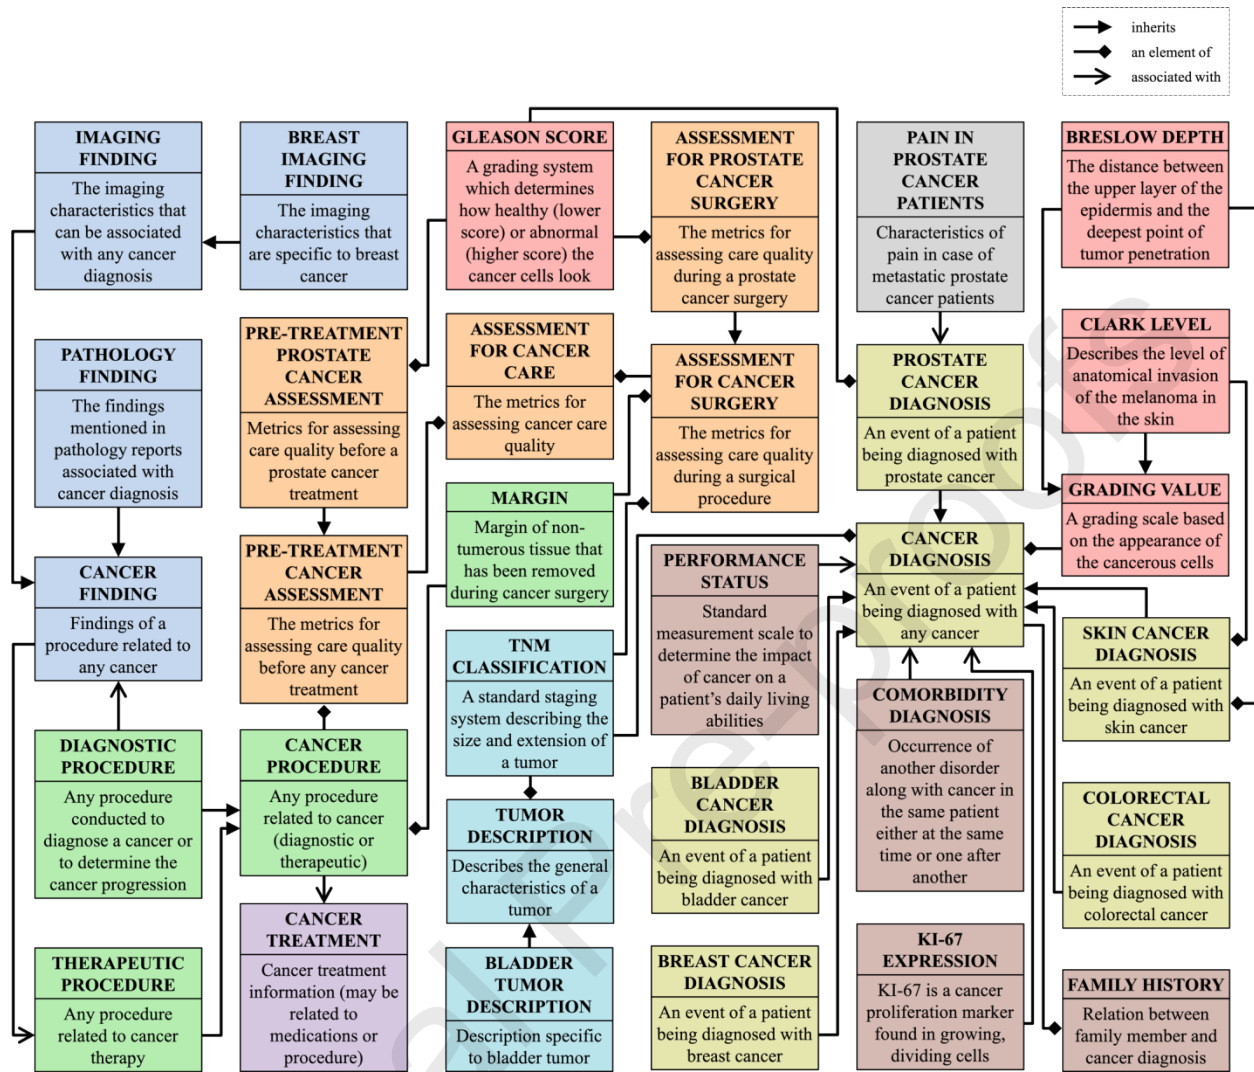 inherits
an element of
associated with
IMAGING
FINDING
The imaging
characteristics that
can be associated
with any cancer
diagnosis
BREAST
IMAGING
FINDING
The imaging
characteristics that
are specific to breast
cancer
GLEASON SCORE
A grading system
which determines
how healthy (lower
score) or abnormal
(higher score) the
cancer cells look
ASSESSMENT
FOR PROSTATE
CANCER
SURGERY
The metrics for
assessing care quality
during a prostate
cancer surgery
PAIN IN
PROSTATE
CANCER
PATIENTS
Characteristics of
pain in case of
metastatic prostate
cancer patients
BRESLOW DEPTH
The distance between
the upper layer of the
epidermis and the
deepest point of
tumor penetration
PATHOLOGY
FINDING
The findings
mentioned in
pathology reports
associated with
cancer diagnosis
PRE-TREATMENT
PROSTATE
CANCER
ASSESSMENT
Metrics for assessing
care quality before a
prostate cancer
treatment
ASSESSMENT
FOR CANCER
CARE
The metrics for
assessing cancer care
quality
ASSESSMENT
FOR CANCER
SURGERY
The metrics for
assessing care quality
during a surgical
procedure
PROSTATE
CANCER
DIAGNOSIS
An event of a patient
being diagnosed with
prostate cancer
CLARK LEVEL
Describes the level of
anatomical invasion
of the melanoma in
the skin
GRADING VALUE
A grading scale based
on the appearance of
the cancerous cells
MARGIN
Margin of non-
tumerous tissue that
has been removed
during cancer surgery
CANCER
FINDING
Findings of a
procedure related to
any cancer
PRE-TREATMENT
CANCER
ASSESSMENT
The metrics for
assessing care quality
before any cancer
treatment
PERFORMANCE
STATUS
Standard
measurement scale to
determine the impact
of cancer on a
patient's daily living
abilities
CANCER
DIAGNOSIS
An event of a patient
being diagnosed with
any cancer
SKIN CANCER
DIAGNOSIS
An event of a patient
being diagnosed with
skin cancer
TNM
CLASSIFICATION
A standard staging
system describing the
size and extension of
a tumor
COMORBIDITY
DIAGNOSIS
Occurrence of
another disorder
along with cancer in
the same patient
either at the same
time or one after
another
DIAGNOSTIC
PROCEDURE
Any procedure
conducted to
diagnose a cancer or
to determine the
cancer progression
CANCER
PROCEDURE
Any procedure
related to cancer
(diagnostic or
therapeutic)
TUMOR
DESCRIPTION
Describes the general
characteristics of a
tumor
BLADDER
CANCER
DIAGNOSIS
An event of a patient
being diagnosed with
bladder cancer
COLORECTAL
CANCER
DIAGNOSIS
An event of a patient
being diagnosed with
colorectal cancer
THERAPEUTIC
PROCEDURE
Any procedure
related to cancer
therapy
CANCER
TREATMENT
Cancer treatment
information (may be
related to
medications or
procedure)
BLADDER
TUMOR
DESCRIPTION
Description specific
to bladder tumor
BREAST CANCER
DIAGNOSIS
An event of a patient
being diagnosed with
breast cancer
KI-67
EXPRESSION
KI-67 is a cancer
proliferation marker
found in growing,
dividing cells
FAMILY HISTORY
Relation between
family member and
cancer diagnosis
al Pre-proofs